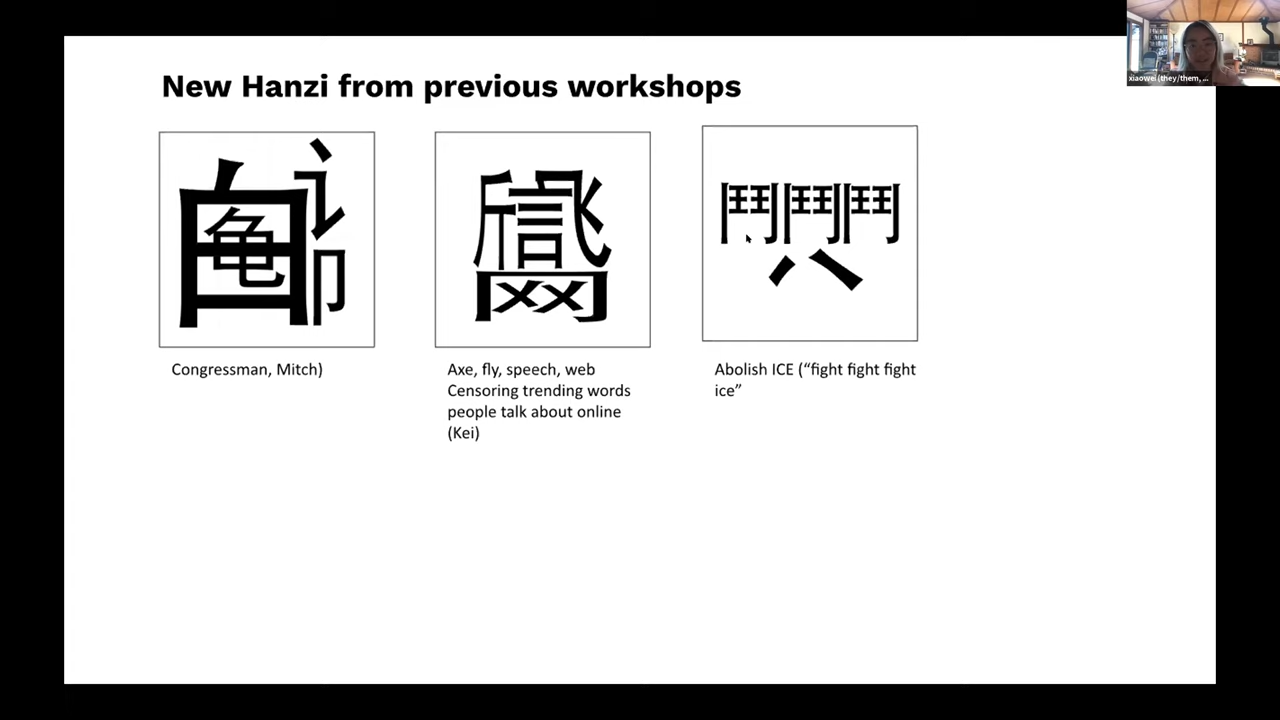 New Hanzi from previous workshops
Congressman, Mitch)
Axe, fly, speech, web
Censoring trending words
people talk about online
(Kei)
Abolish ICE (“fight fight fight
ice”
xiaowei (they/them, ...